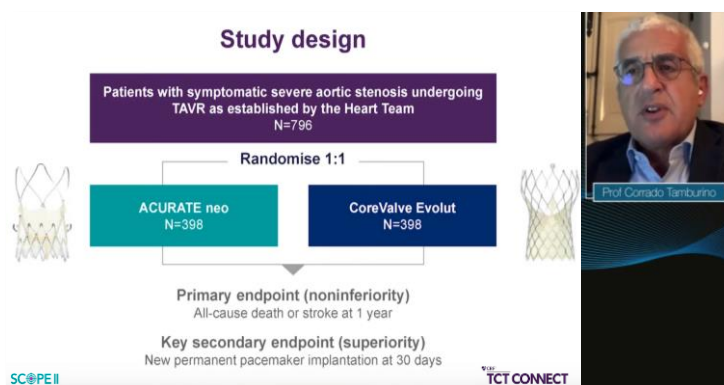 Study design
Patients with symptomatic severe aortic stenosis undergoing
TAVR as established by the Heart Team
N=796
Randomise 1:1
ACURATE neo
N=398
CoreValve Evolut
N=398
Primary endpoint (noninferiority)
All-cause death or stroke at 1 year
Key secondary endpoint (superiority)
New permanent pacemaker implantation at 30 days
SCOPE II
CRF
TCT CONNECT
Prof Corrado Tamburino